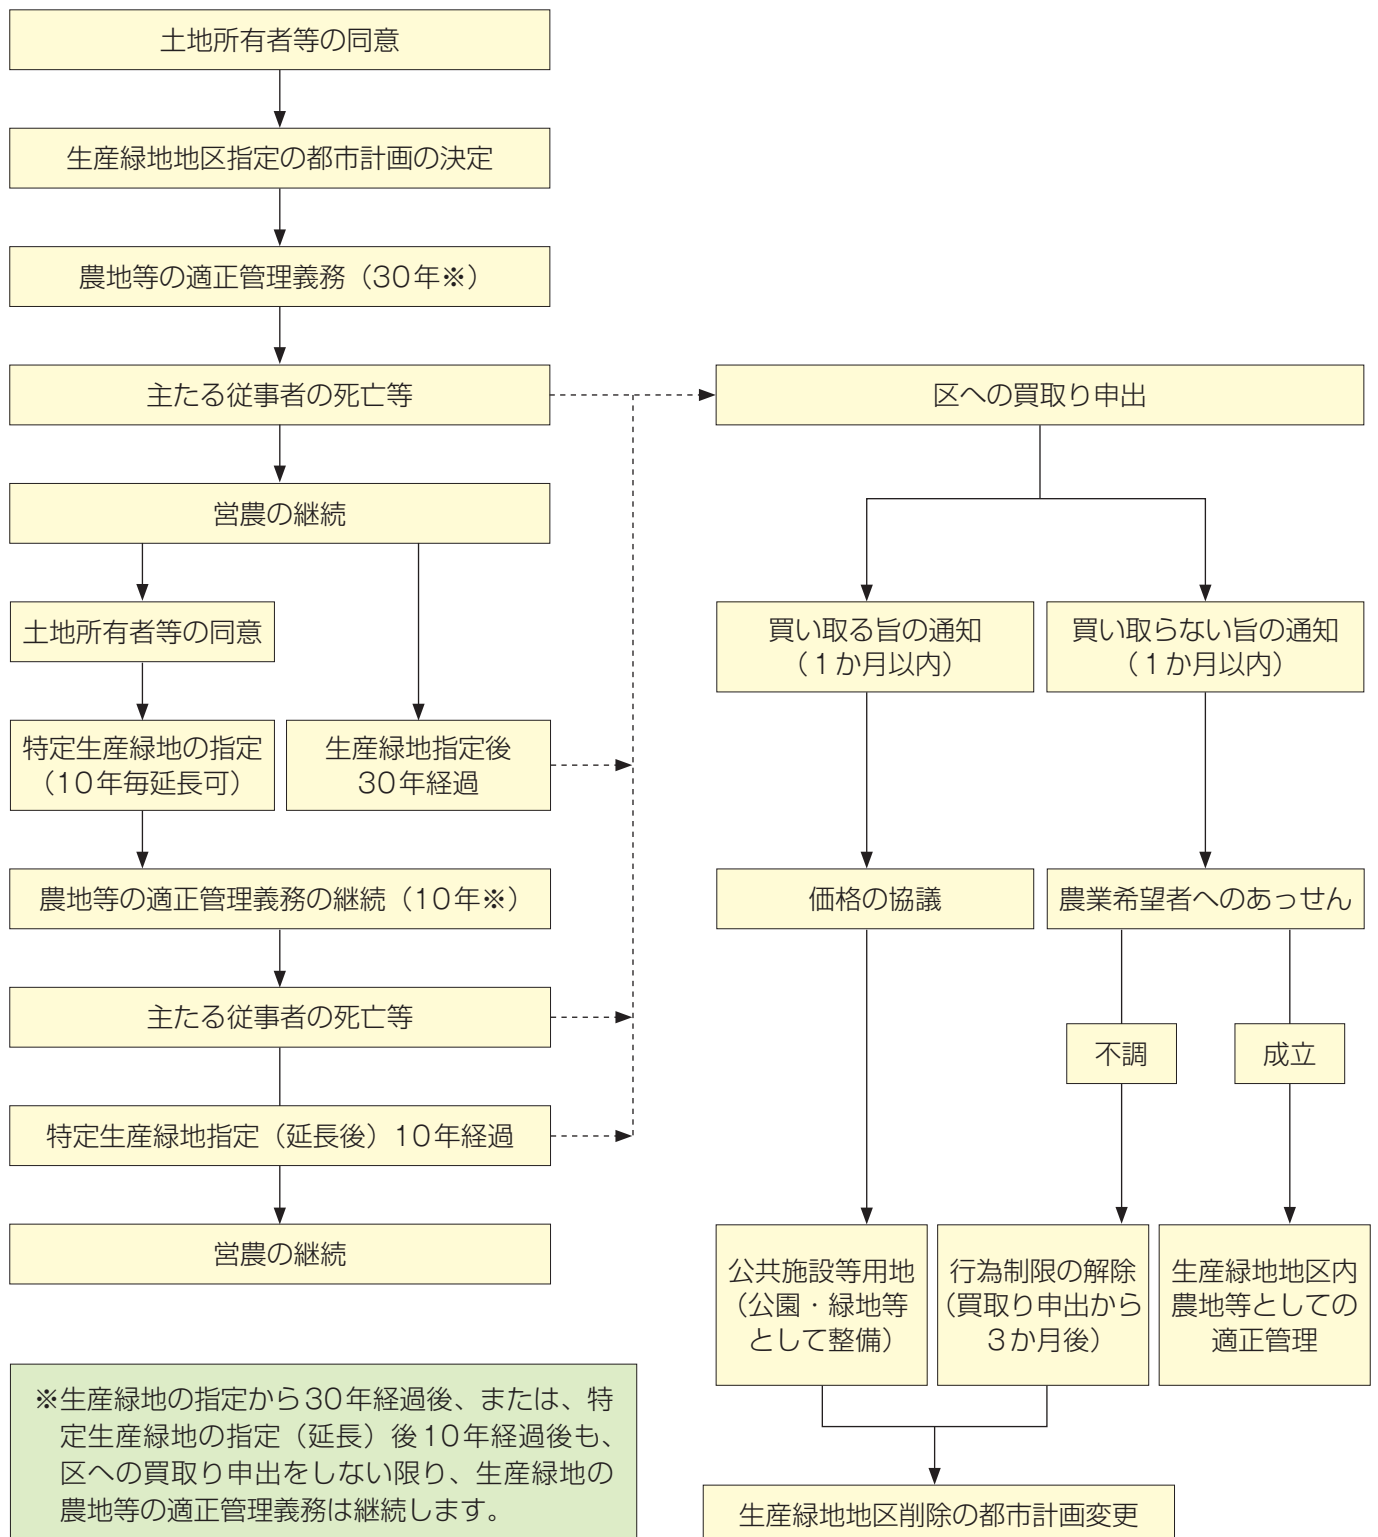 土地所有者等の同意
生産緑地地区指定の都市計画の決定
農地等の適正管理義務（30年※）
主たる従事者の死亡等
営農の継続
土地所有者等の同意
特定生産緑地の指定
（10年毎延長可）
生産緑地指定後
30年経過
農地等の適正管理義務の継続（10年※）
主たる従事者の死亡等
特定生産緑地指定（延長後）10年経過
営農の継続
※生産緑地の指定から30年経過後、または、特
定生産緑地の指定（延長）後10年経過後も、
区への買取り申出をしない限り、生産緑地の
農地等の適正管理義務は継続します。
区への買取り申出
買い取る旨の通知
（1か月以内）
買い取らない旨の通知
（1か月以内）
価格の協議
農業希望者へのあっせん
不調
成立
公共施設等用地
（公園・緑地等
として整備）
行為制限の解除
（買取り申出から
3か月後）
生産緑地地区内
農地等としての
適正管理
生産緑地地区削除の都市計画変更